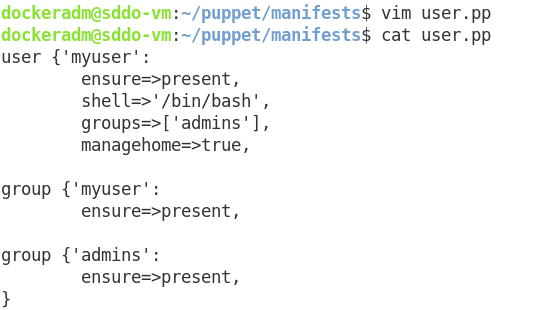 dockeradm@sddo-vm:~/puppet/manifests$ vim user.pp
dockeradm@sddo-vm:~/puppet/manifests$ cat user.pp
user {'myuser':
        ensure=>present,
        shell=>'/bin/bash',
        groups=>['admins'],
        managehome=>true,

group {'myuser':
        ensure=>present,

group {'admins':
        ensure=>present,
}